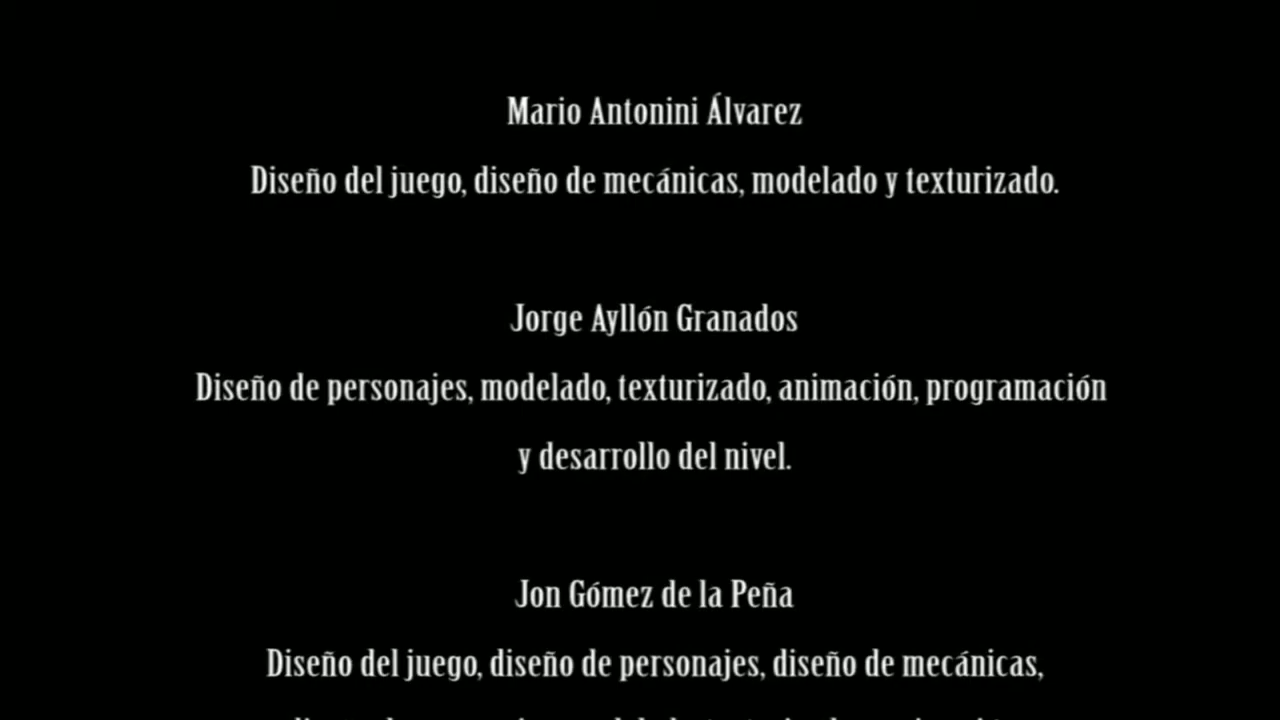 Mario Antonini Álvarez
Diseño del juego, diseño de mecánicas, modelado y texturizado.
Jorge Ayllón Granados
Diseño de personajes, modelado, texturizado, animación, programación
y desarrollo del nivel.
Jon Gómez de la Peña
Diseño del juego, diseño de personajes, diseño de mecánicas,